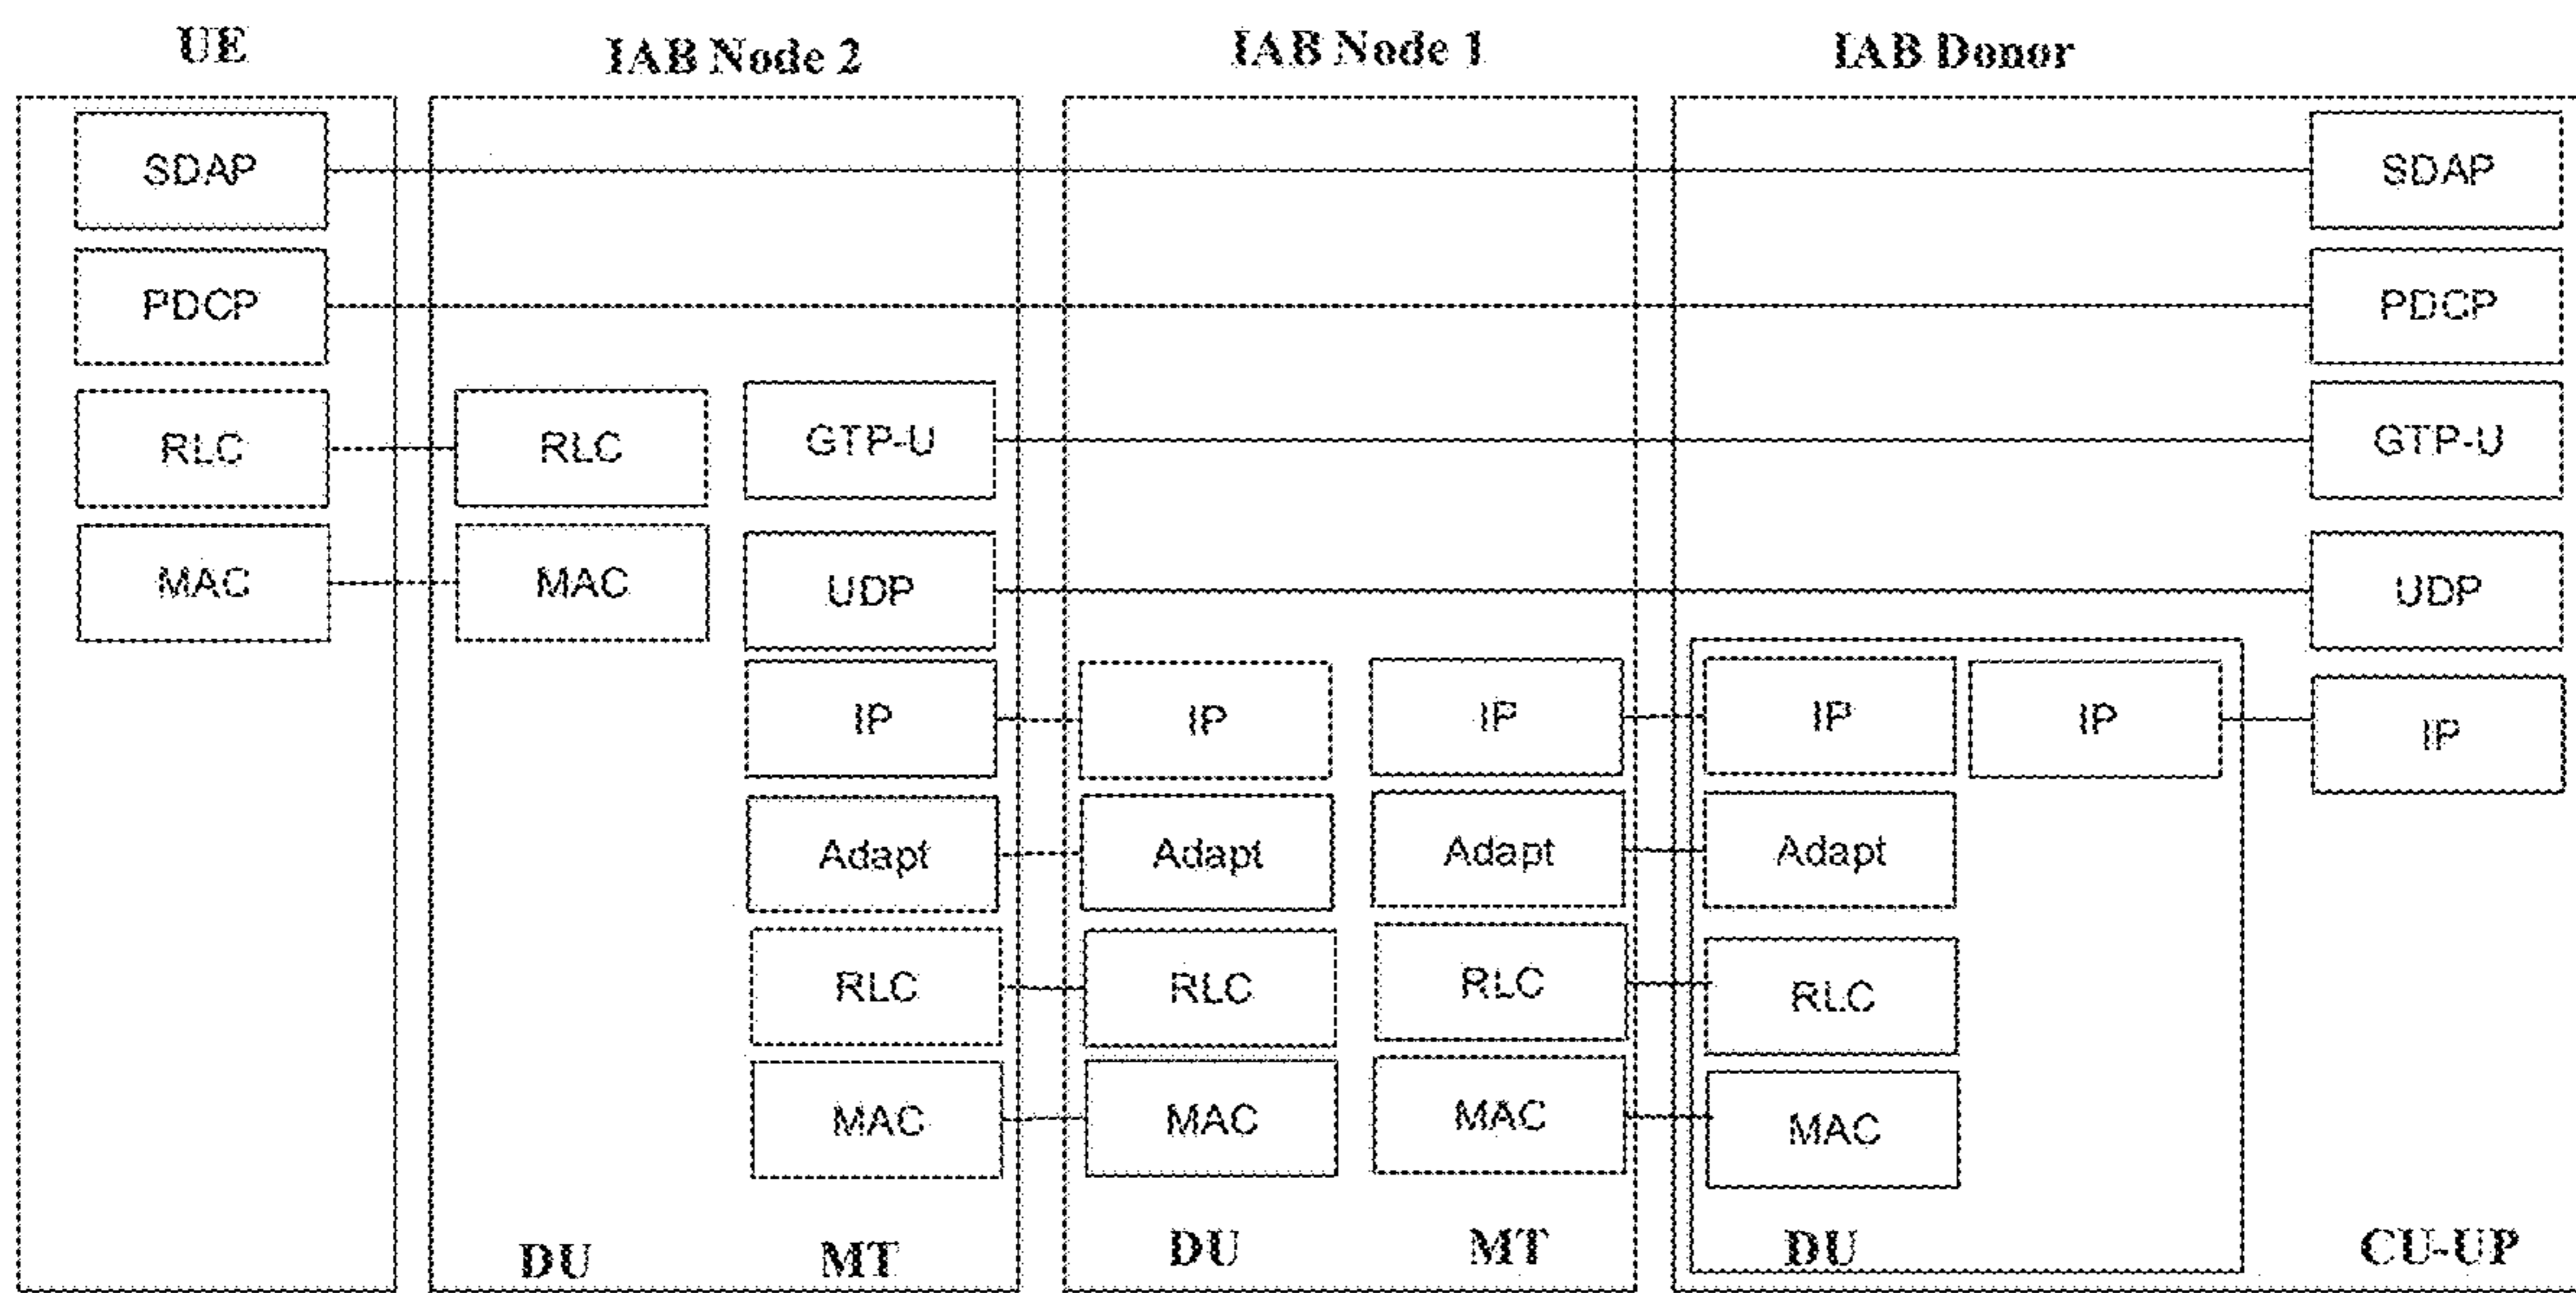 UE
IAB Node 2
IAB Node 1
IAB Donor
SDAP
SDAP
PDCP
PDCP
RLC
RLC
GTP-U
GTP-U
MAC
MAC
UDP
UDP
IP
IP
IP
IP
IP
IP
Adapt
Adapt
Adapt
Adapt
RLC
RLC
RLC
RLC
MAC
MAC
MAC
MAC
DU
MT
DU
MT
DU
CU-UP